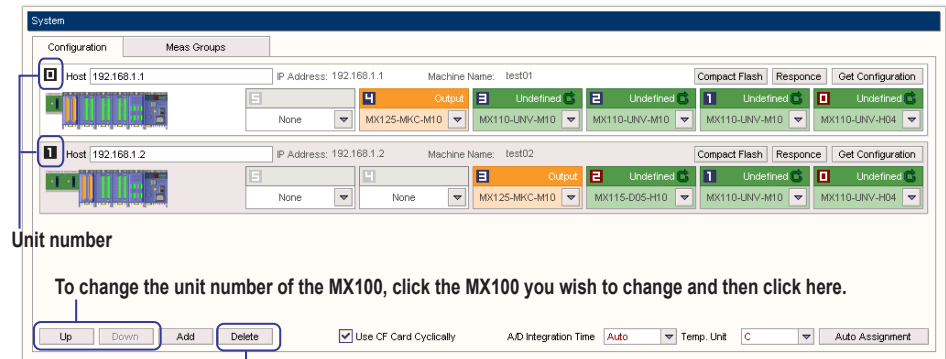 System
Configuration Meas Groups
0 Host 192.168.1.1 IP Address: 192.168.1.1 Machine Name: test01 Compact Flash Responce Get Configuration
5 4 Output 3 Undefined 2 Undefined 1 Undefined 0 Undefined
None MX125-MKC-M10 MX110-UNV-M10 MX110-UNV-M10 MX110-UNV-M10 MX110-UNV-H04
1 Host 192.168.1.2 IP Address: 192.168.1.2 Machine Name: test02 Compact Flash Responce Get Configuration
5 4 3 Output 2 Undefined 1 Undefined 0 Undefined
None None MX125-MKC-M10 MX115-D05-H10 MX110-UNV-M10 MX110-UNV-H04
Unit number
To change the unit number of the MX100, click the MX100 you wish to change and then click here.
Up Down Add Delete Use CF Card Cyclically A/D Integration Time Auto Temp. Unit C Auto Assignment